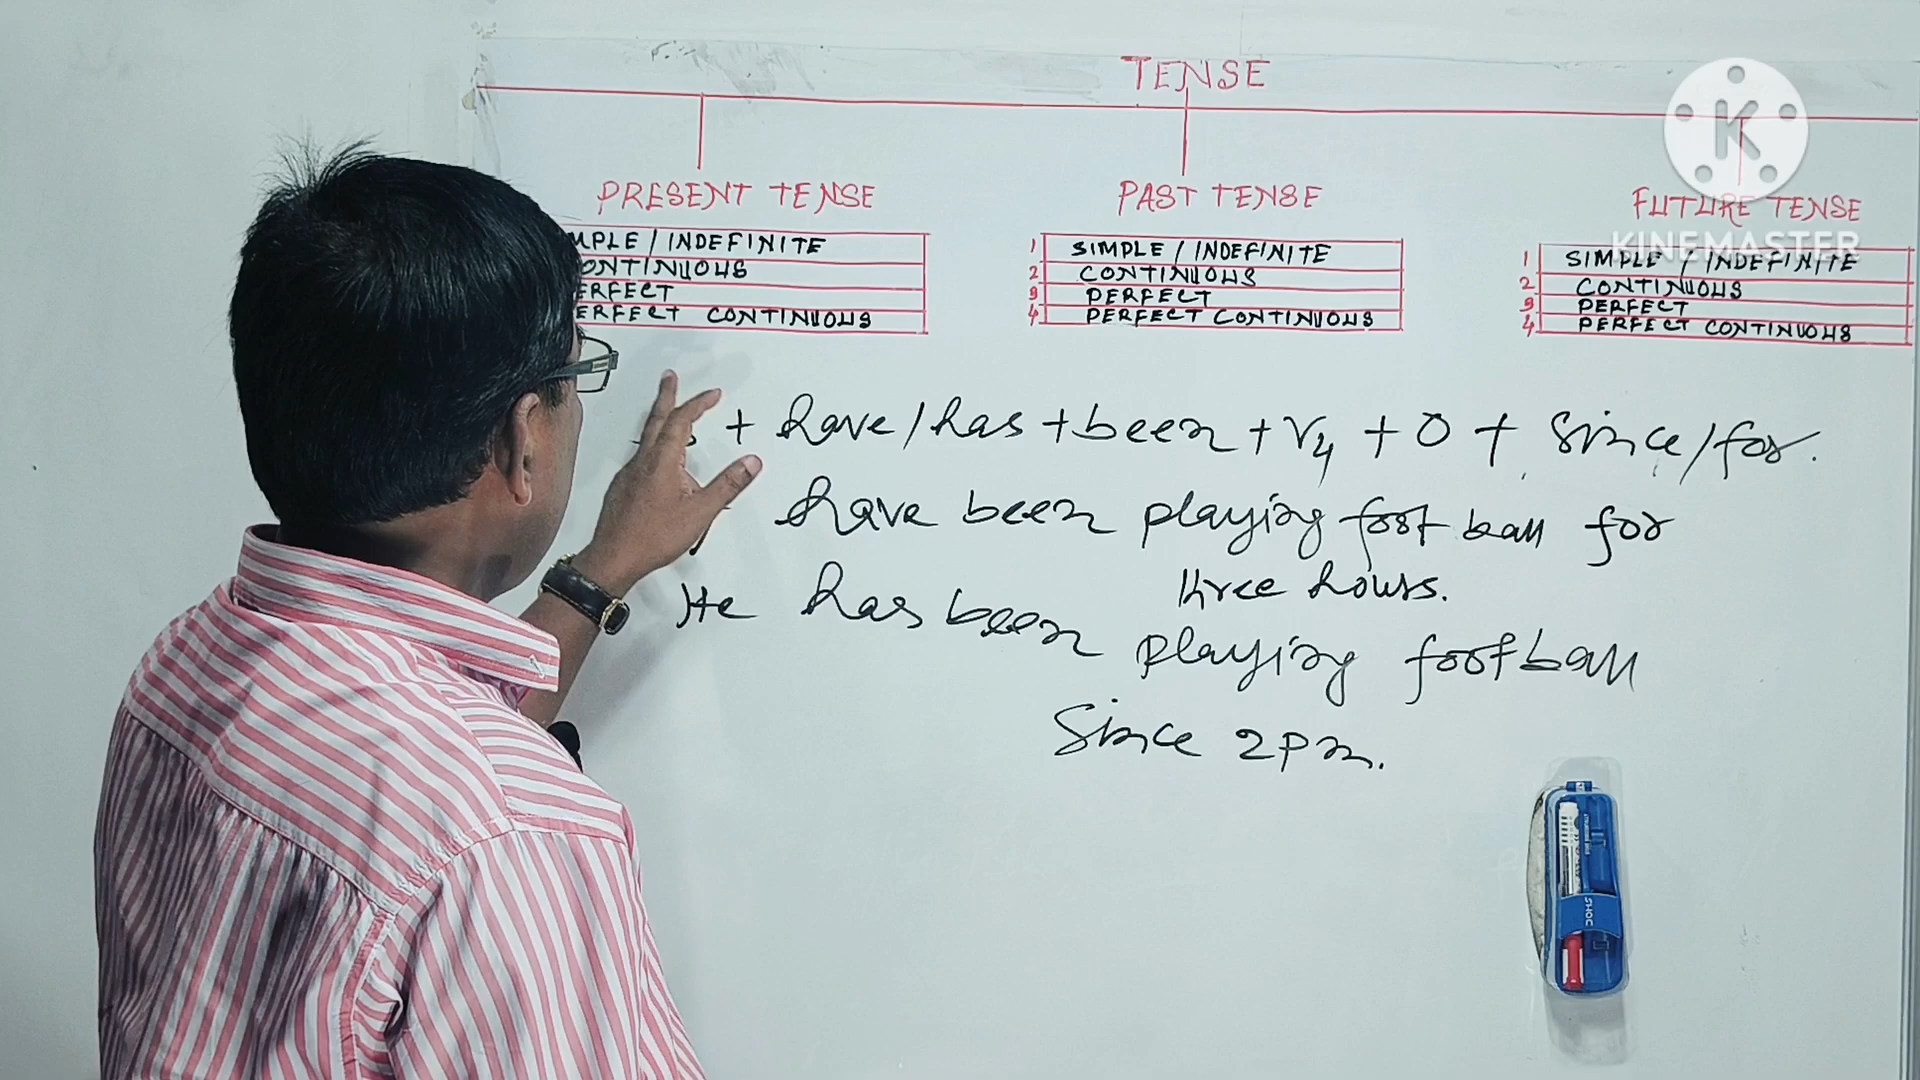 TENSE
K
KINEMASTER
PRESENT TENSE
MPLE / INDEFINITE
ONTINUOUS
ERFECT
ERFECT CONTINUOUS
PAST TENSE
1 SIMPLE / INDEFINITE
2 CONTINUOUS
3 PERFECT
4 PERFECT CONTINUOUS
FUTURE TENSE
1 SIMPLE / INDEFINITE
2 CONTINUOUS
3 PERFECT
4 PERFECT CONTINUOUS
+ have/has + been + V4 + O + Since/for.
have been playing foot ball for
three hours.
He has been playing football
Since 2pm.